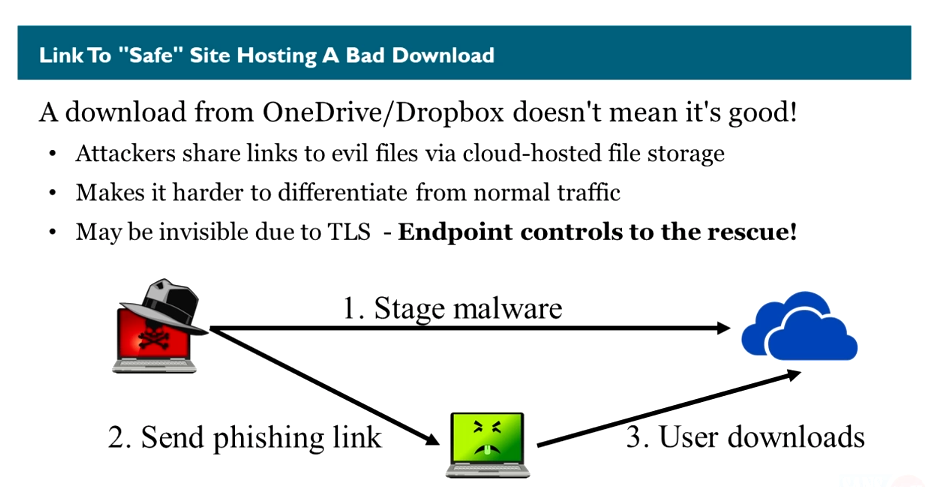 Link To "Safe" Site Hosting A Bad Download
A download from OneDrive/Dropbox doesn't mean it's good!
• Attackers share links to evil files via cloud-hosted file storage
• Makes it harder to differentiate from normal traffic
• May be invisible due to TLS - Endpoint controls to the rescue!
1. Stage malware
2. Send phishing link
3. User downloads